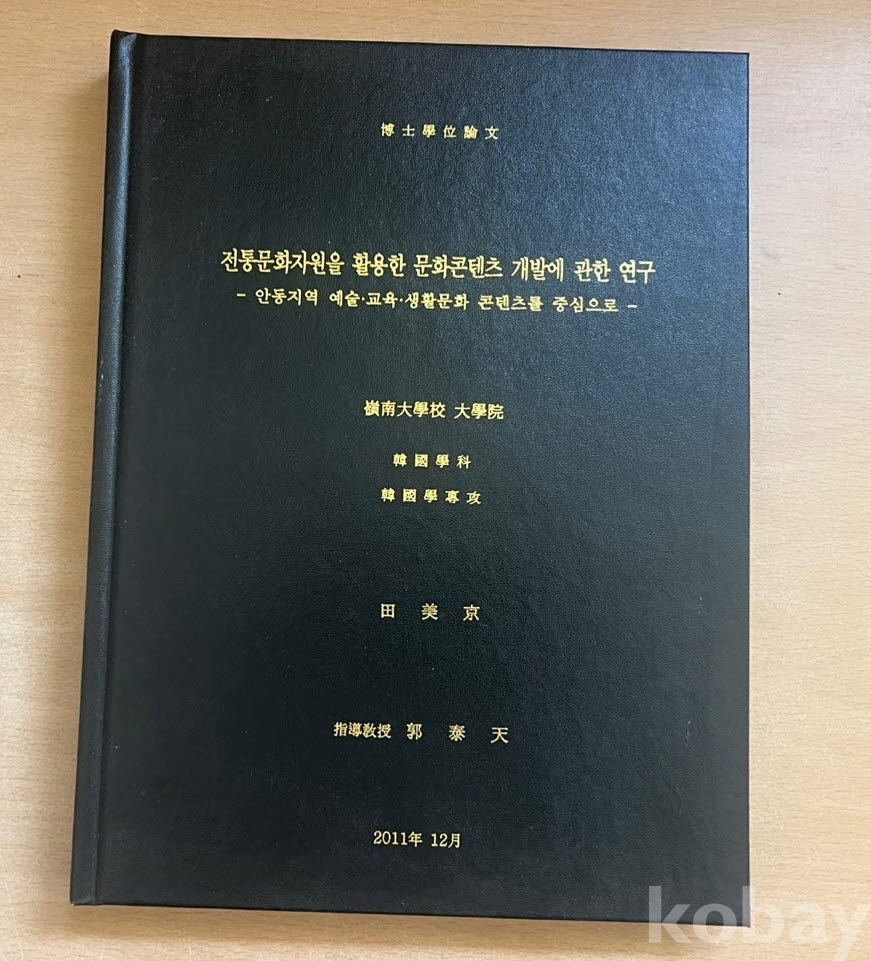 博士學位論文
전통문화자원을 활용한 문화콘텐츠 개발에 관한 연구
- 안동지역 예술·교육·생활문화 콘텐츠를 중심으로 -
嶺南大學校 大學院
韓國學科
韓國學專攻
田美京
指導敎授 郭泰天
2011年 12月
kobay